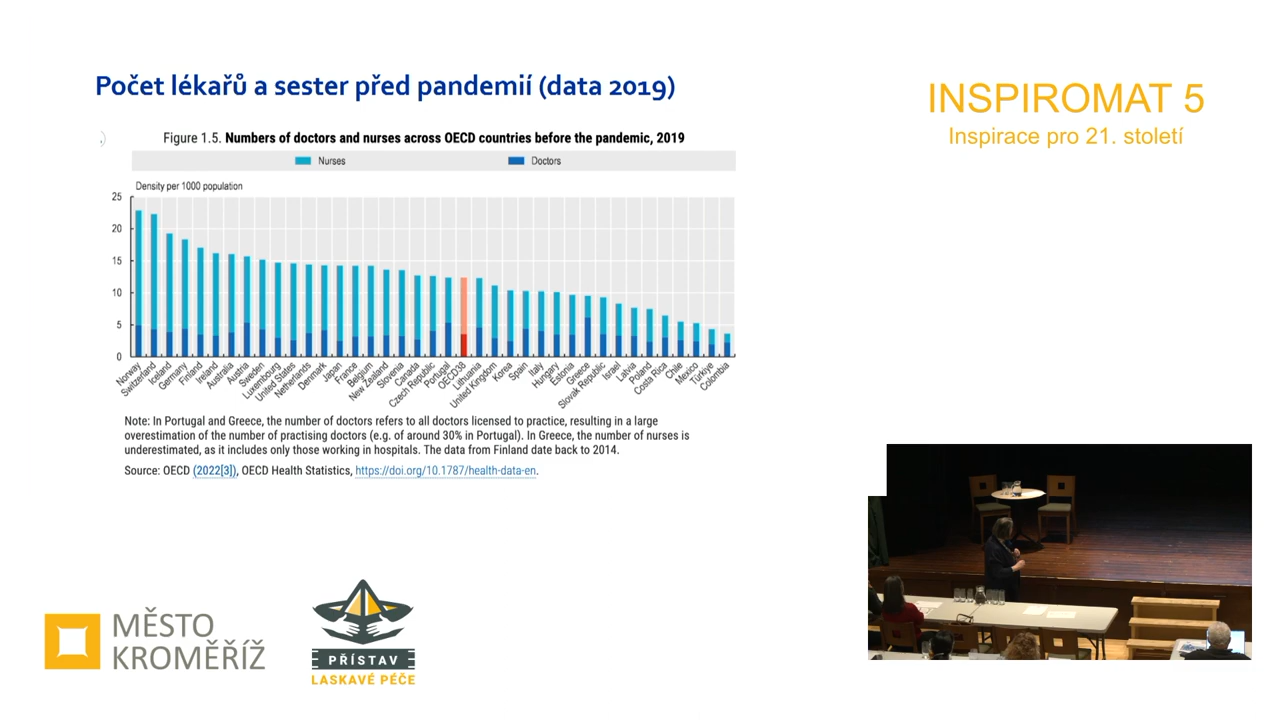 Počet lékařů a sester před pandemií (data 2019)
INSPIROMAT 5
Inspirace pro 21. století
Figure 1.5. Numbers of doctors and nurses across OECD countries before the pandemic, 2019
Nurses
Doctors
Density per 1000 population
25
20
15
10
5
0
Norway
Switzerland
Iceland
Germany
Finland
Ireland
Australia
Austria
Sweden
Luxembourg
United States
Netherlands
Denmark
Japan
France
Belgium
New Zealand
Slovenia
Canada
Czech Republic
Portugal
OECD38
Lithuania
United Kingdom
Korea
Spain
Italy
Hungary
Estonia
Greece
Slovak Republic
Israel
Latvia
Poland
Costa Rica
Chile
Mexico
Türkiye
Colombia
Note: In Portugal and Greece, the number of doctors refers to all doctors licensed to practice, resulting in a large
overestimation of the number of practising doctors (e.g. of around 30% in Portugal). In Greece, the number of nurses is
underestimated, as it includes only those working in hospitals. The data from Finland date back to 2014.
Source: OECD (2022[3]), OECD Health Statistics, https://doi.org/10.1787/health-data-en.
MĚSTO
KROMĚŘÍŽ
PŘÍSTAV
LASKAVÉ PÉČE